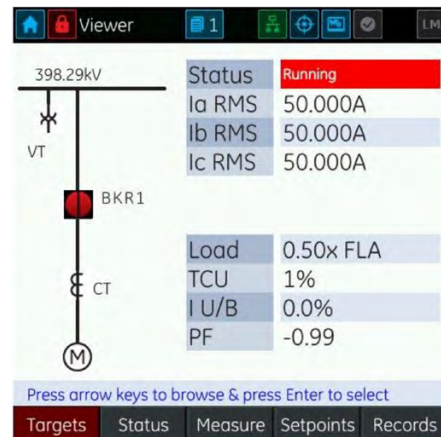 Viewer 1 LM
398.29kV
VT
BKR1
CT
M
Status Running
Ia RMS 50.000A
Ib RMS 50.000A
Ic RMS 50.000A
Load 0.50x FLA
TCU 1%
I U/B 0.0%
PF -0.99
Press arrow keys to browse & press Enter to select
Targets Status Measure Setpoints Records